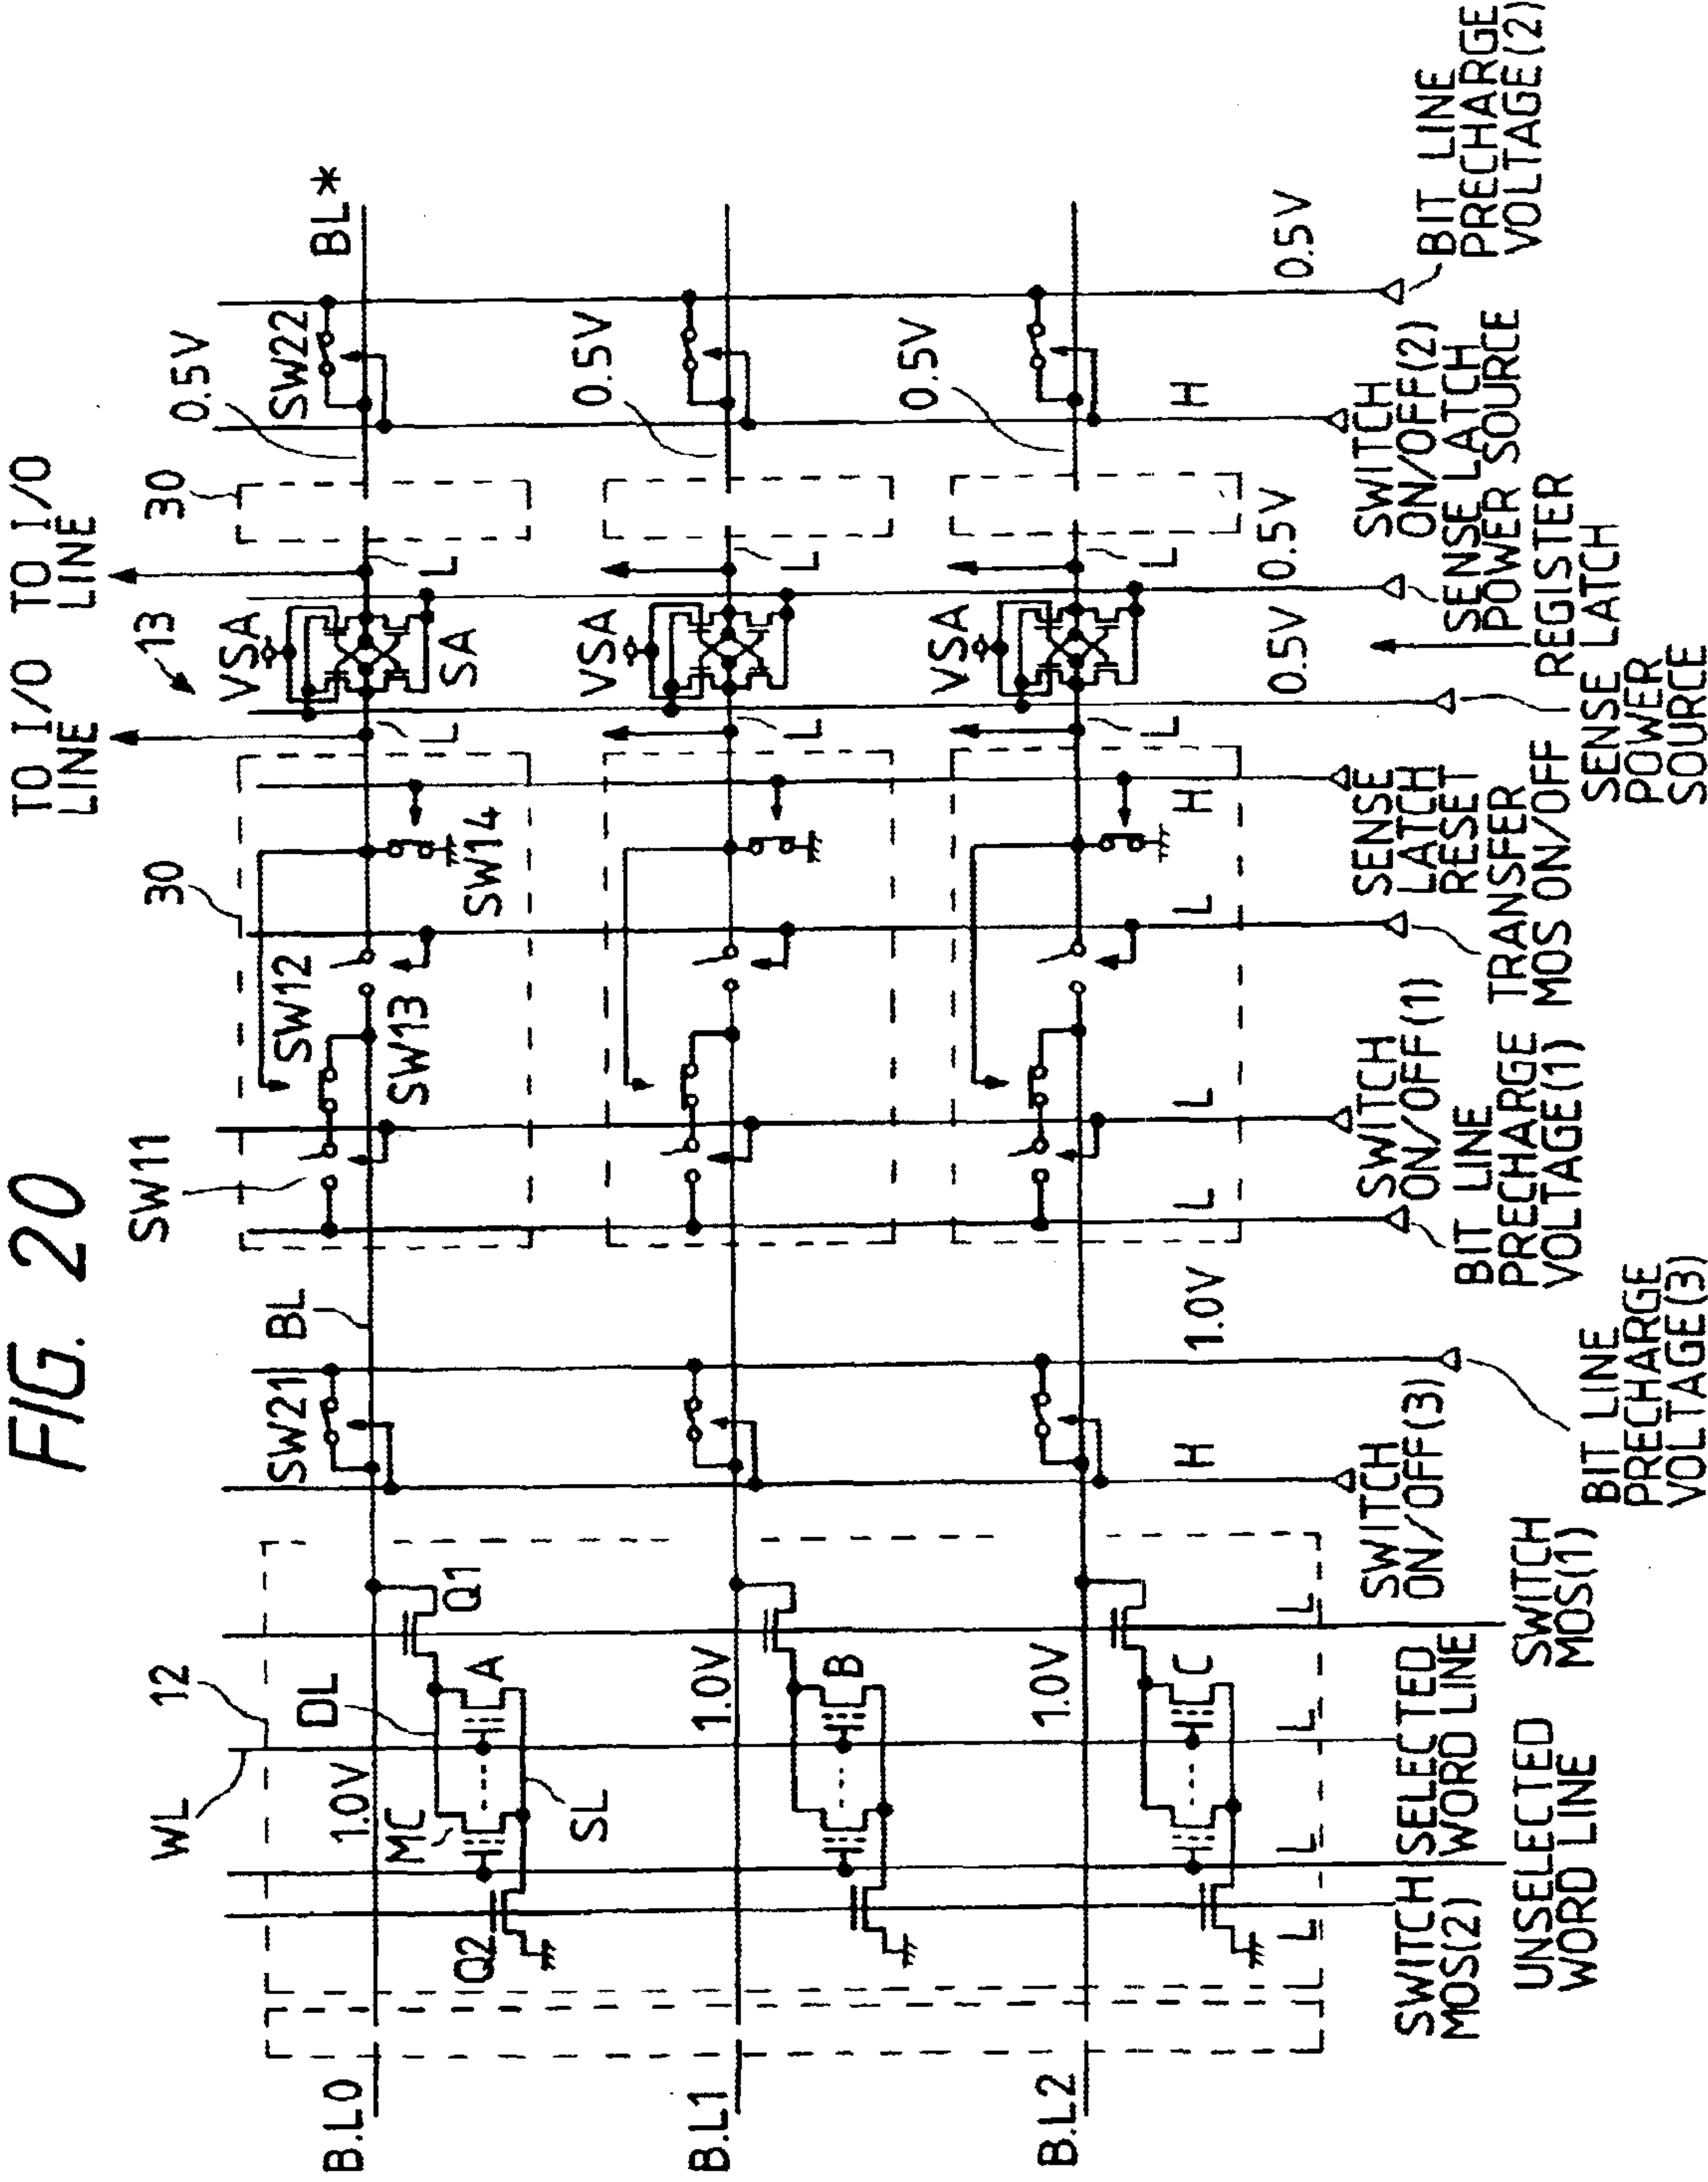 FIG. 20
TO I/O
LINE
TO I/O
LINE
13
12
WL
SW11
30
30
0.5V
BL*
SW21
BL
SW12
SW13
SW14
VSA
SA
L
L
SW22
B.L0
1.0V
DL
MC
A
Q1
Q2
SL
B.L1
1.0V
B
VSA
L
L
0.5V
B.L2
1.0V
C
VSA
L
L
0.5V
L
L
L
L
H
1.0V
L
L
L
H
0.5V
0.5V
H
0.5V
SWITCH
MOS(2)
UNSELECTED
WORD LINE
SELECTED
WORD LINE
SWITCH
MOS(1)
SWITCH
ON/OFF(3)
BIT LINE
PRECHARGE
VOLTAGE(3)
BIT LINE
PRECHARGE
VOLTAGE(1)
SWITCH
ON/OFF(1)
TRANSFER
MOS ON/OFF
SENSE
LATCH
RESET
SENSE
POWER
SOURCE
REGISTER
LATCH
SENSE LATCH
POWER SOURCE
SWITCH
ON/OFF(2)
BIT LINE
PRECHARGE
VOLTAGE(2)